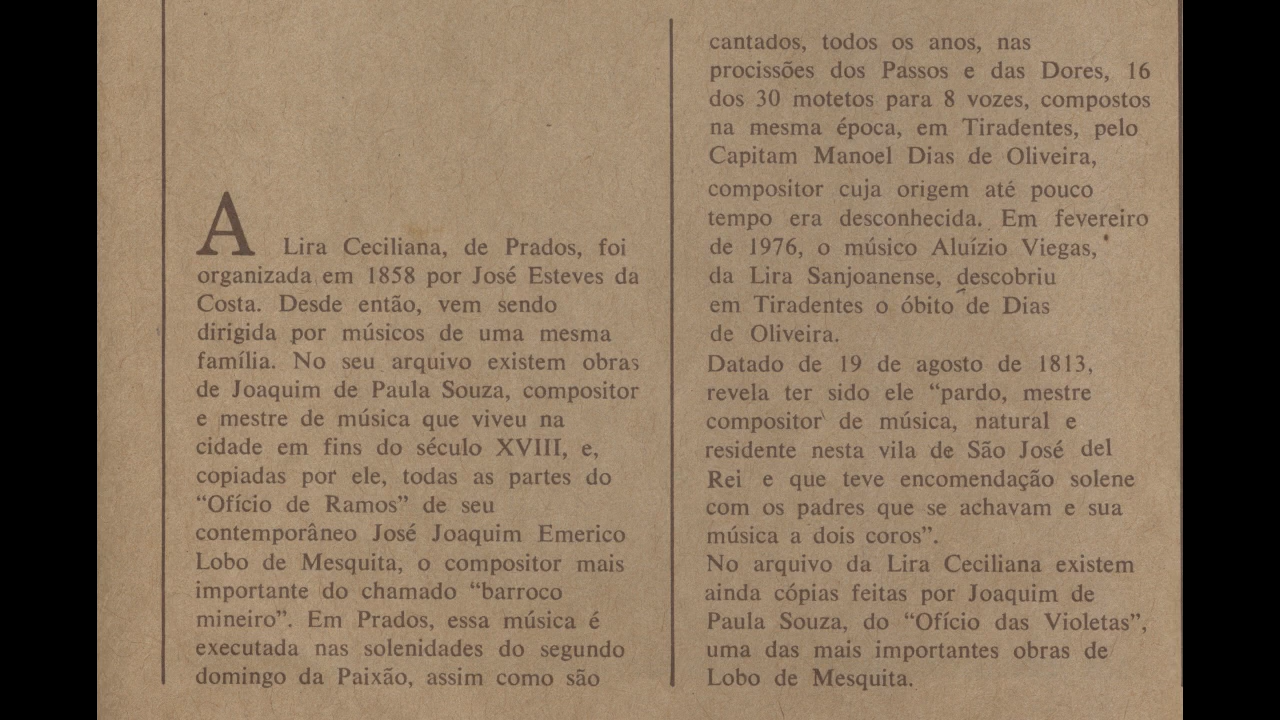 A Lira Ceciliana, de Prados, foi
organizada em 1858 por José Esteves da
Costa. Desde então, vem sendo
dirigida por músicos de uma mesma
família. No seu arquivo existem obras
de Joaquim de Paula Souza, compositor
e mestre de música que viveu na
cidade em fins do século XVIII, e,
copiadas por ele, todas as partes do
“Ofício de Ramos” de seu
contemporâneo José Joaquim Emerico
Lobo de Mesquita, o compositor mais
importante do chamado “barroco
mineiro”. Em Prados, essa música é
executada nas solenidades do segundo
domingo da Paixão, assim como são
cantados, todos os anos, nas
procissões dos Passos e das Dores, 16
dos 30 motetos para 8 vozes, compostos
na mesma época, em Tiradentes, pelo
Capitam Manoel Dias de Oliveira,
compositor cuja origem até pouco
tempo era desconhecida. Em fevereiro
de 1976, o músico Aluízio Viegas,
da Lira Sanjoanense, descobriu
em Tiradentes o óbito de Dias
de Oliveira.
Datado de 19 de agosto de 1813,
revela ter sido ele “pardo, mestre
compositor de música, natural e
residente nesta vila de São José del
Rei e que teve encomendação solene
com os padres que se achavam e sua
música a dois coros”.
No arquivo da Lira Ceciliana existem
ainda cópias feitas por Joaquim de
Paula Souza, do “Ofício das Violetas”,
uma das mais importantes obras de
Lobo de Mesquita.